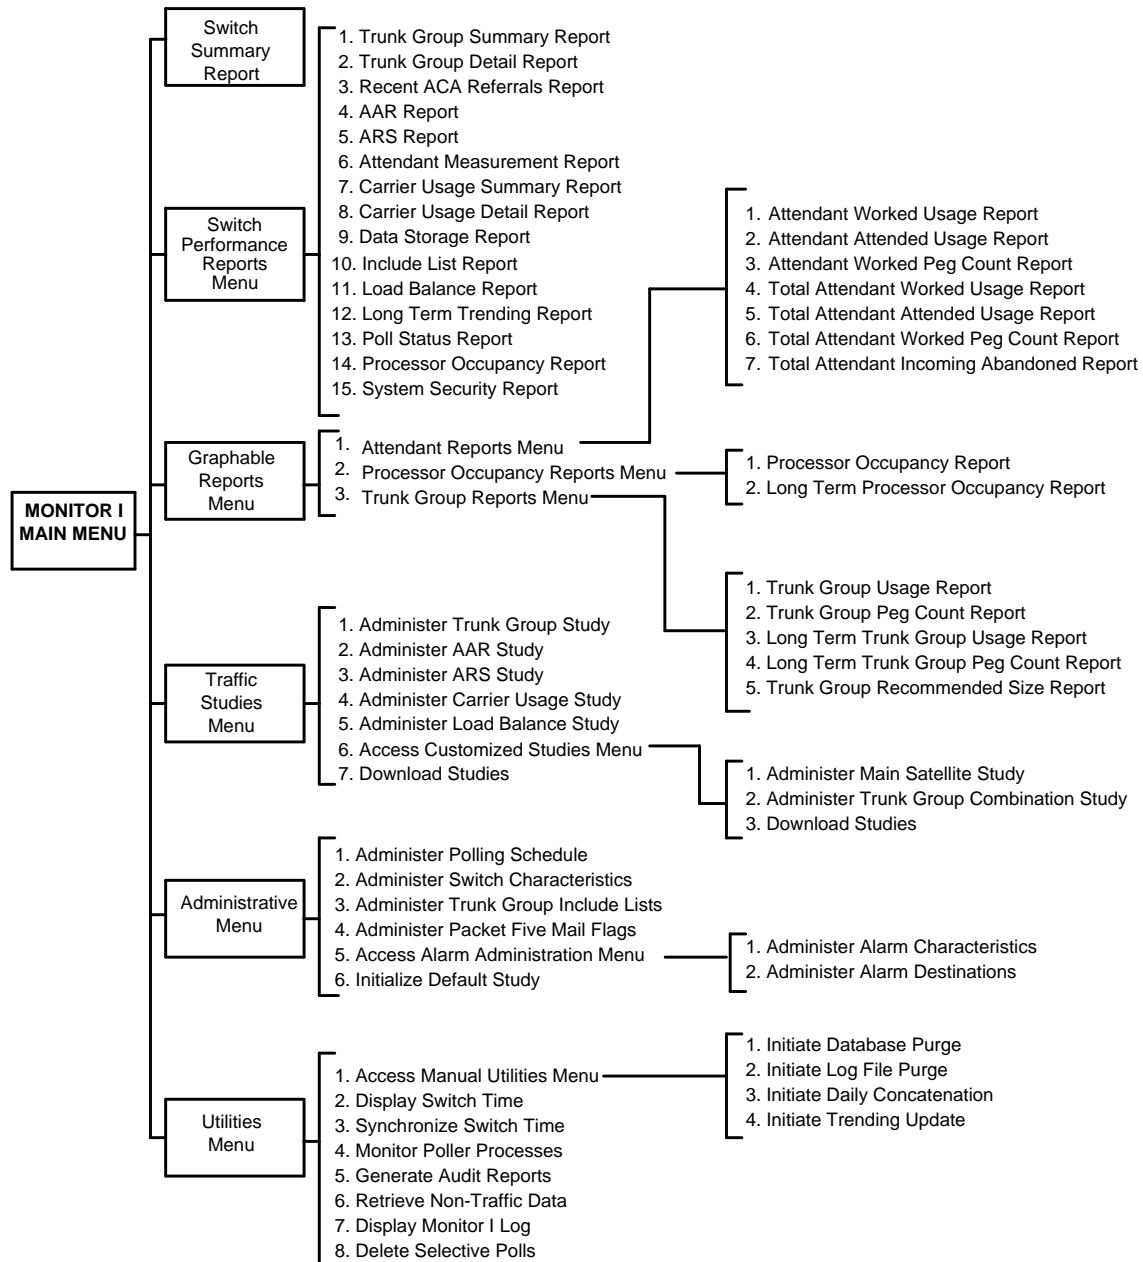 MONITOR I
MAIN MENU
Switch
Summary
Report
Switch
Performance
Reports
Menu
1. Trunk Group Summary Report
2. Trunk Group Detail Report
3. Recent ACA Referrals Report
4. AAR Report
5. ARS Report
6. Attendant Measurement Report
7. Carrier Usage Summary Report
8. Carrier Usage Detail Report
9. Data Storage Report
10. Include List Report
11. Load Balance Report
12. Long Term Trending Report
13. Poll Status Report
14. Processor Occupancy Report
15. System Security Report
Graphable
Reports
Menu
1. Attendant Reports Menu
2. Processor Occupancy Reports Menu
3. Trunk Group Reports Menu
1. Attendant Worked Usage Report
2. Attendant Attended Usage Report
3. Attendant Worked Peg Count Report
4. Total Attendant Worked Usage Report
5. Total Attendant Attended Usage Report
6. Total Attendant Worked Peg Count Report
7. Total Attendant Incoming Abandoned Report
1. Processor Occupancy Report
2. Long Term Processor Occupancy Report
1. Trunk Group Usage Report
2. Trunk Group Peg Count Report
3. Long Term Trunk Group Usage Report
4. Long Term Trunk Group Peg Count Report
5. Trunk Group Recommended Size Report
Traffic
Studies
Menu
1. Administer Trunk Group Study
2. Administer AAR Study
3. Administer ARS Study
4. Administer Carrier Usage Study
5. Administer Load Balance Study
6. Access Customized Studies Menu
7. Download Studies
1. Administer Main Satellite Study
2. Administer Trunk Group Combination Study
3. Download Studies
Administrative
Menu
1. Administer Polling Schedule
2. Administer Switch Characteristics
3. Administer Trunk Group Include Lists
4. Administer Packet Five Mail Flags
5. Access Alarm Administration Menu
6. Initialize Default Study
1. Administer Alarm Characteristics
2. Administer Alarm Destinations
Utilities
Menu
1. Access Manual Utilities Menu
2. Display Switch Time
3. Synchronize Switch Time
4. Monitor Poller Processes
5. Generate Audit Reports
6. Retrieve Non-Traffic Data
7. Display Monitor I Log
8. Delete Selective Polls
1. Initiate Database Purge
2. Initiate Log File Purge
3. Initiate Daily Concatenation
4. Initiate Trending Update